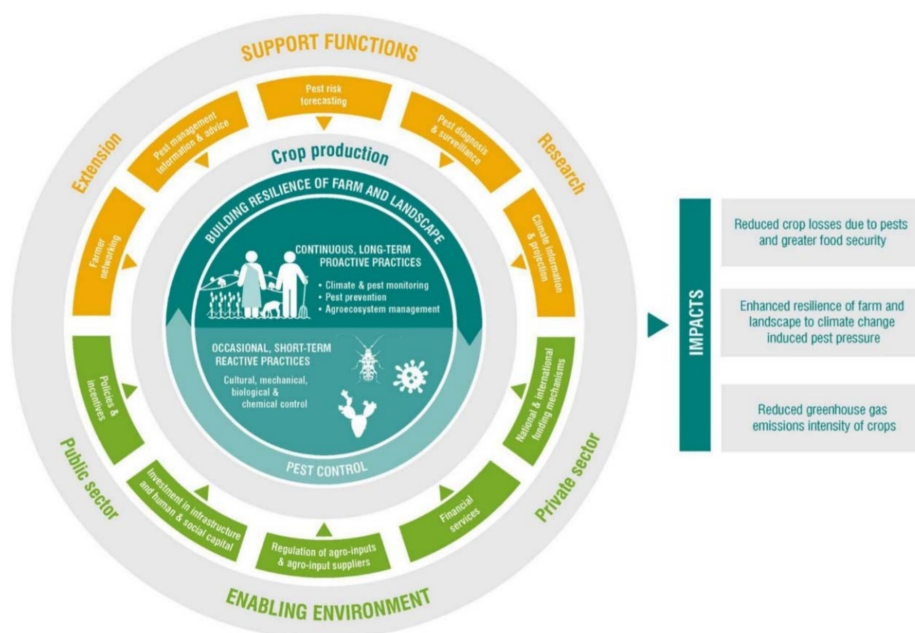 SUPPORT FUNCTIONS
Extension
Research
Farmer
networking
Pest management
information & advice
Pest risk
forecasting
Pest diagnosis
& surveillance
Climate information
& projection
Crop production
BUILDING RESILIENCE OF FARM AND LANDSCAPE
CONTINUOUS, LONG-TERM
PROACTIVE PRACTICES
• Climate & pest monitoring
• Pest prevention
• Agroecosystem management
OCCASIONAL, SHORT-TERM
REACTIVE PRACTICES
Cultural, mechanical,
biological &
chemical control
PEST CONTROL
Policies &
incentives
Investment in infrastructure
and human & social capital
Regulation of agro-inputs
& agro-input suppliers
Financial
services
National & international
funding mechanisms
Public sector
Private sector
ENABLING ENVIRONMENT
IMPACTS
Reduced crop losses due to pests
and greater food security
Enhanced resilience of farm and
landscape to climate change
induced pest pressure
Reduced greenhouse gas
emissions intensity of crops